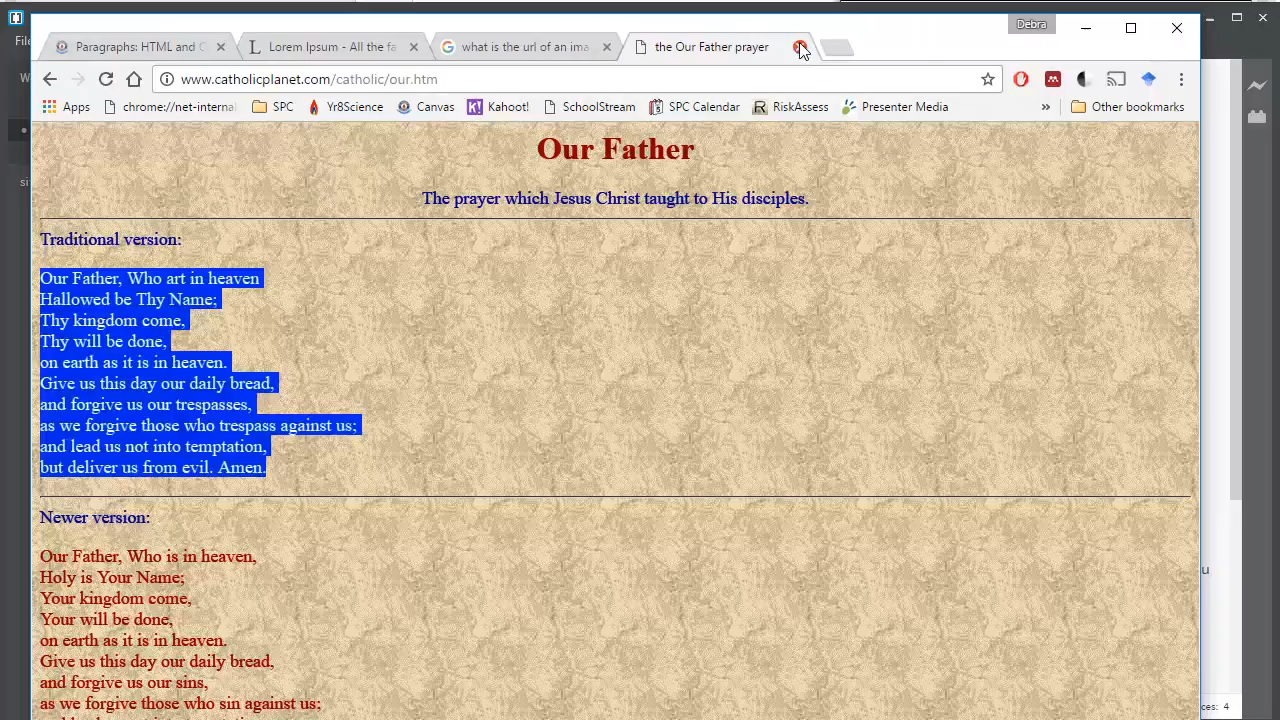 Debra
Fil
Paragraphs: HTML and C
Lorem Ipsum - All the fa
what is the url of an ima
the Our Father prayer
www.catholicplanet.com/catholic/our.htm
W
Apps
chrome://net-internal
SPC
Yr8Science
Canvas
Kahoot!
SchoolStream
SPC Calendar
RiskAssess
Presenter Media
»
Other bookmarks
Our Father
The prayer which Jesus Christ taught to His disciples.
Traditional version:
Our Father, Who art in heaven
Hallowed be Thy Name;
Thy kingdom come,
Thy will be done,
on earth as it is in heaven.
Give us this day our daily bread,
and forgive us our trespasses,
as we forgive those who trespass against us;
and lead us not into temptation,
but deliver us from evil. Amen.
Newer version:
Our Father, Who is in heaven,
Holy is Your Name;
Your kingdom come,
Your will be done,
on earth as it is in heaven.
Give us this day our daily bread,
and forgive us our sins,
as we forgive those who sin against us;
si
u
ces: 4